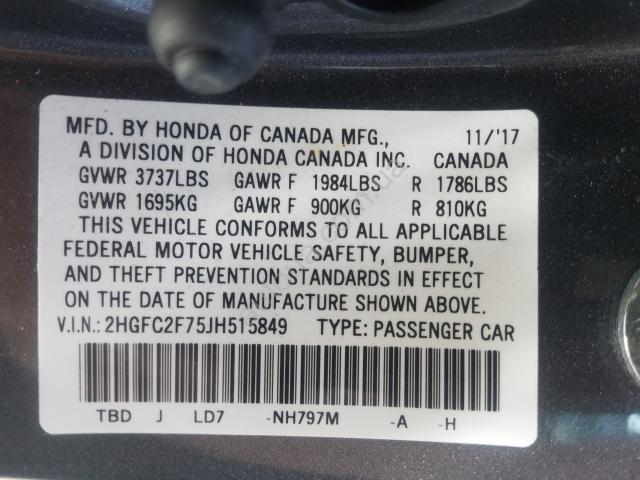 MFD. BY HONDA OF CANADA MFG., 11/'17
A DIVISION OF HONDA CANADA INC. CANADA
GVWR 3737LBS GAWR F 1984LBS R 1786LBS
GVWR 1695KG GAWR F 900KG R 810KG
THIS VEHICLE CONFORMS TO ALL APPLICABLE
FEDERAL MOTOR VEHICLE SAFETY, BUMPER,
AND THEFT PREVENTION STANDARDS IN EFFECT
ON THE DATE OF MANUFACTURE SHOWN ABOVE.
V.I.N.: 2HGFC2F75JH515849 TYPE: PASSENGER CAR
TBD J LD7 -NH797M -A -H